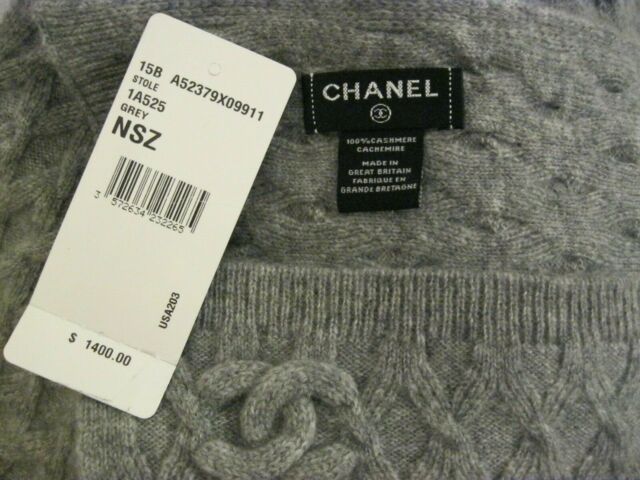 15B A52379X09911
STOLE
1A525
GREY
NSZ
3 572634 232265
USA203
$ 1400.00
CHANEL
100% CASHMERE
CACHEMIRE
MADE IN
GREAT BRITAIN
FABRIQUE EN
GRANDE BRETAGNE